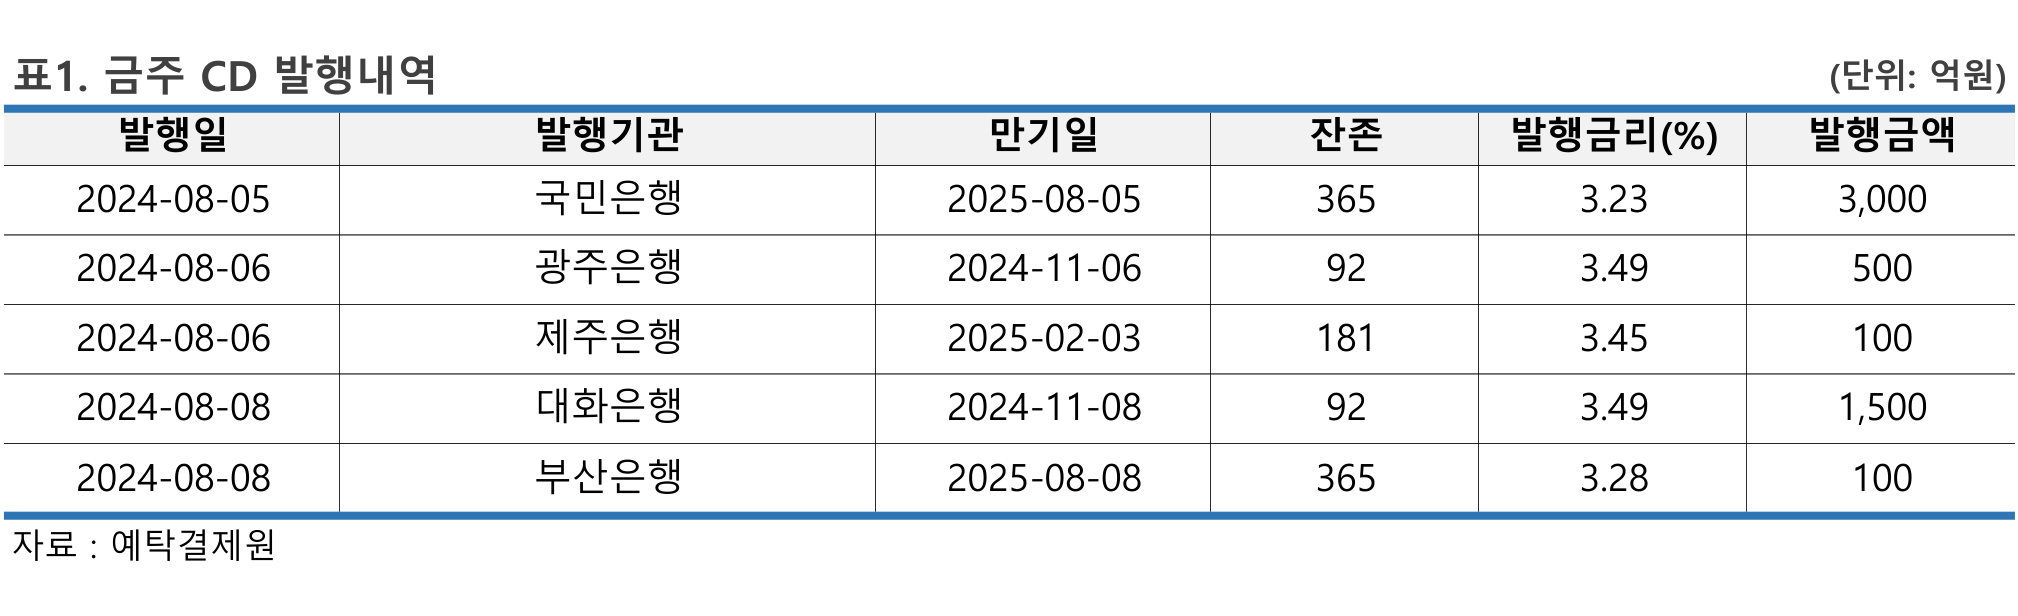 표1. 금주 CD 발행내역 (단위: 억원)
발행일 발행기관 만기일 잔존 발행금리(%) 발행금액
2024-08-05 국민은행 2025-08-05 365 3.23 3,000
2024-08-06 광주은행 2024-11-06 92 3.49 500
2024-08-06 제주은행 2025-02-03 181 3.45 100
2024-08-08 대화은행 2024-11-08 92 3.49 1,500
2024-08-08 부산은행 2025-08-08 365 3.28 100
자료 : 예탁결제원